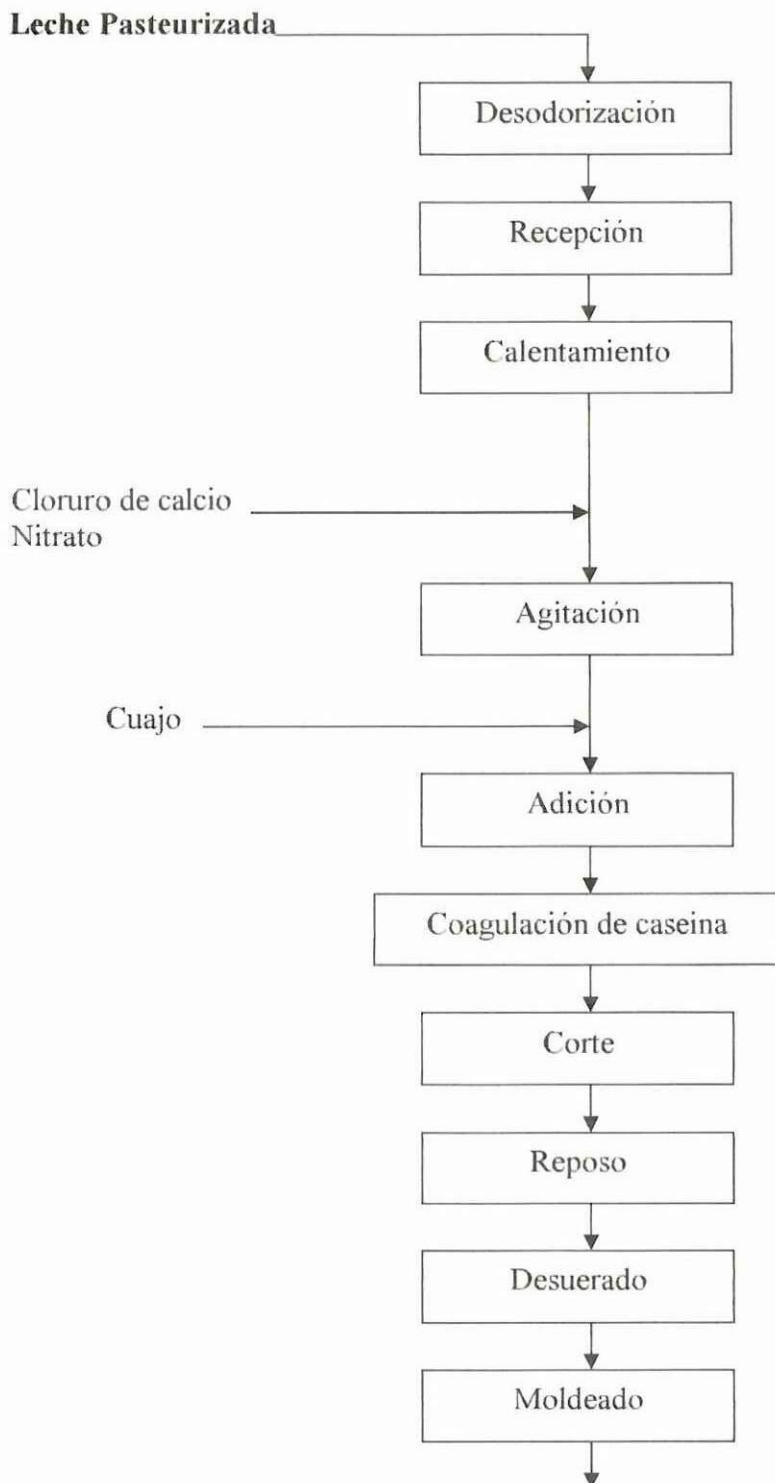 Leche Pasteurizada
Desodorización
Recepción
Calentamiento
Cloruro de calcio
Nitrato
Agitación
Cuajo
Adición
Coagulación de caseina
Corte
Reposo
Desuerado
Moldeado